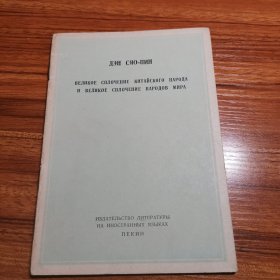 ДЭН СЯО-ПИН
ВЕЛИКОЕ СПЛОЧЕНИЕ КИТАЙСКОГО НАРОДА
И ВЕЛИКОЕ СПЛОЧЕНИЕ НАРОДОВ МИРА
ИЗДАТЕЛЬСТВО ЛИТЕРАТУРЫ
НА ИНОСТРАННЫХ ЯЗЫКАХ
ПЕКИН